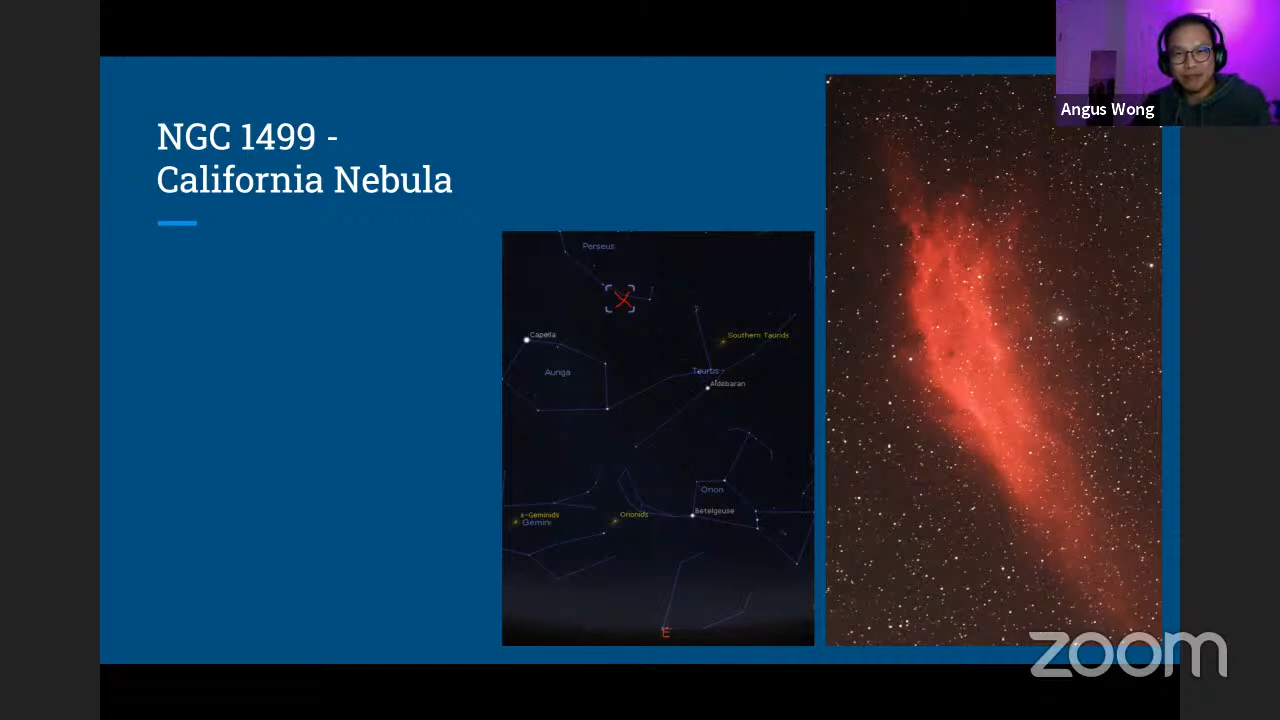 Angus Wong
NGC 1499 -
California Nebula
Perseus
Capella
Southern Taurids
Auriga
Taurus
Aldebaran
Orion
Betelgeuse
Orionids
ε-Geminids
Gemini
E
zoom